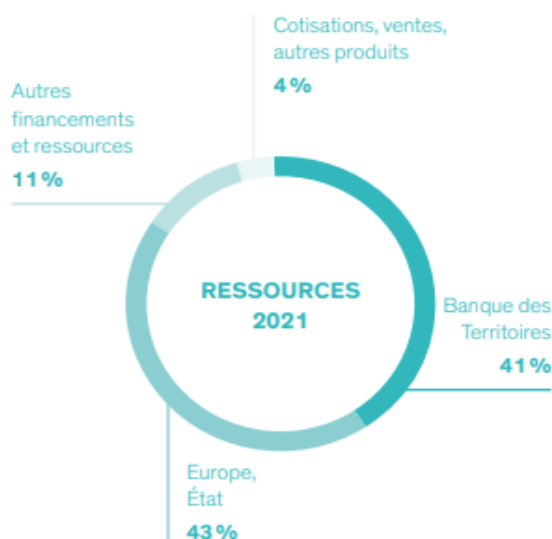 Cotisations, ventes,
autres produits
4 %
Autres
financements
et ressources
11 %
RESSOURCES
2021
Banque des
Territoires
41 %
Europe,
État
43 %